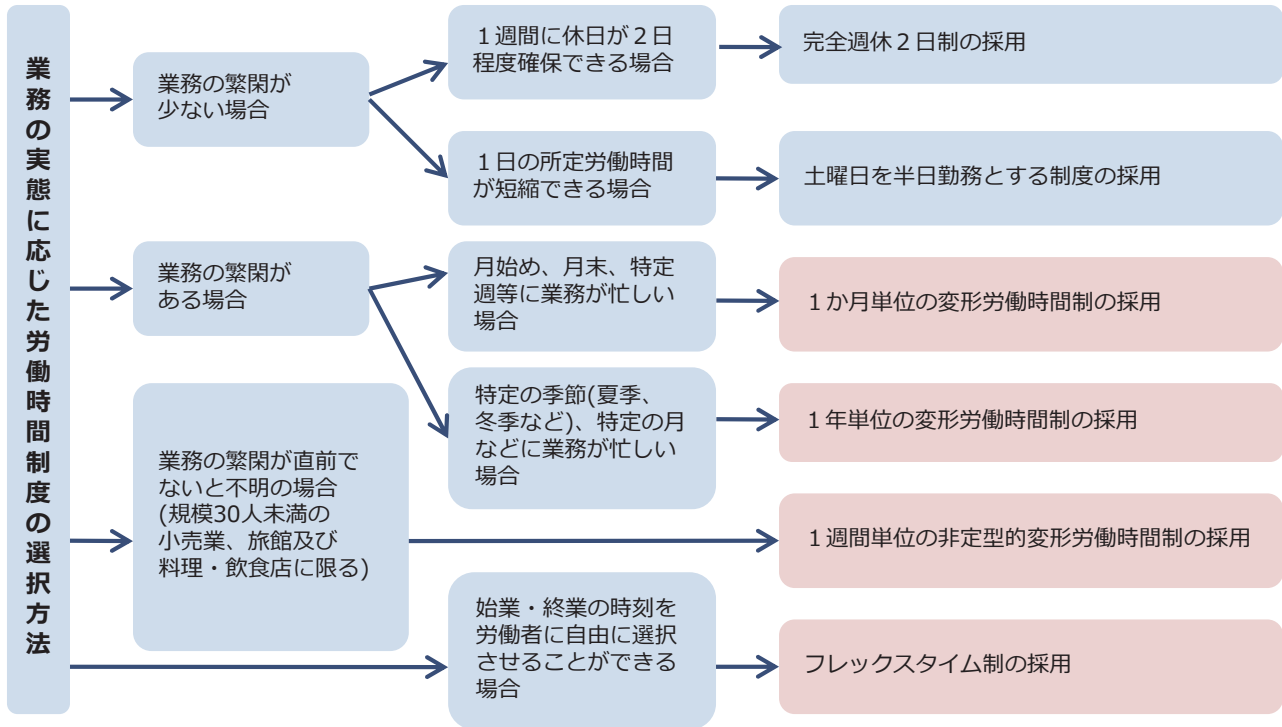 業務の実態に応じた労働時間制度の選択方法
業務の繁閑が
少ない場合
１週間に休日が２日
程度確保できる場合
完全週休２日制の採用
１日の所定労働時間
が短縮できる場合
土曜日を半日勤務とする制度の採用
業務の繁閑が
ある場合
月始め、月末、特定
週等に業務が忙しい
場合
１か月単位の変形労働時間制の採用
特定の季節(夏季、
冬季など)、特定の月
などに業務が忙しい
場合
１年単位の変形労働時間制の採用
業務の繁閑が直前で
ないと不明の場合
(規模30人未満の
小売業、旅館及び
料理・飲食店に限る)
１週間単位の非定型的変形労働時間制の採用
始業・終業の時刻を
労働者に自由に選択
させることができる
場合
フレックスタイム制の採用